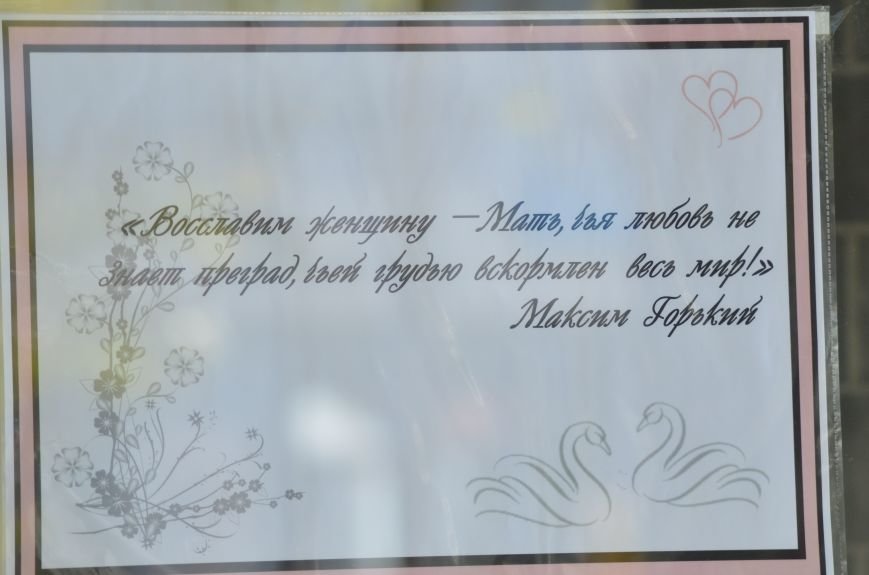 «Восславим женщину — Мать, чья любовь не
знает преград, чьей грудью вскормлен весь мир!»
Максим Горький